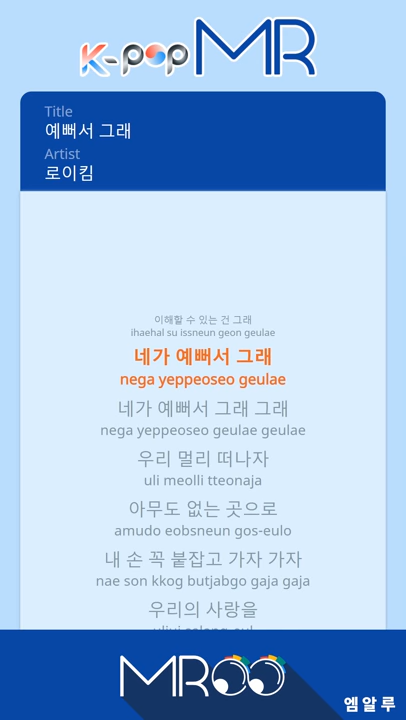 K-pop MR
Title
예뻐서 그래
Artist
로이킴
이해할 수 있는 건 그래
ihaehal su issneun geon geulae
네가 예뻐서 그래
nega yeppeoseo geulae
네가 예뻐서 그래 그래
nega yeppeoseo geulae geulae
우리 멀리 떠나자
uli meolli tteonaja
아무도 없는 곳으로
amudo eobsneun gos-eulo
내 손 꼭 붙잡고 가자 가자
nae son kkog butjabgo gaja gaja
우리의 사랑을
MROO
엠알루